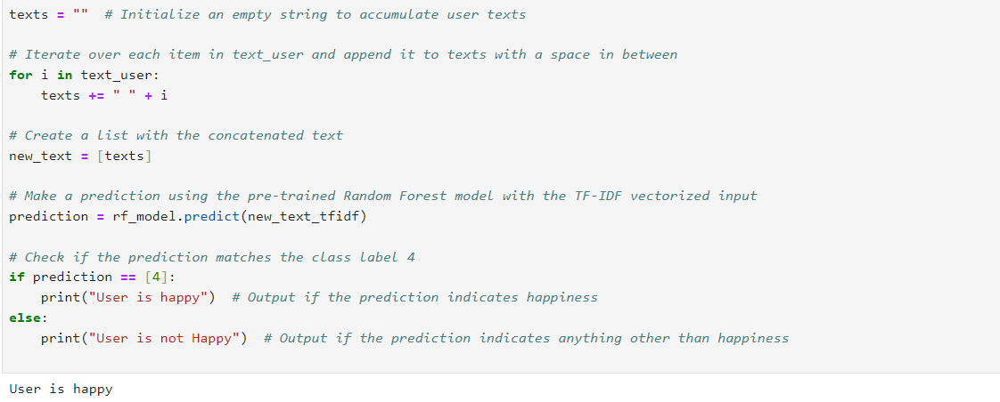 texts = ""  # Initialize an empty string to accumulate user texts
# Iterate over each item in text_user and append it to texts with a space in between
for i in text_user:
    texts += " " + i
# Create a list with the concatenated text
new_text = [texts]
# Make a prediction using the pre-trained Random Forest model with the TF-IDF vectorized input
prediction = rf_model.predict(new_text_tfidf)
# Check if the prediction matches the class label 4
if prediction == [4]:
    print("User is happy")  # Output if the prediction indicates happiness
else:
    print("User is not Happy")  # Output if the prediction indicates anything other than happiness
User is happy